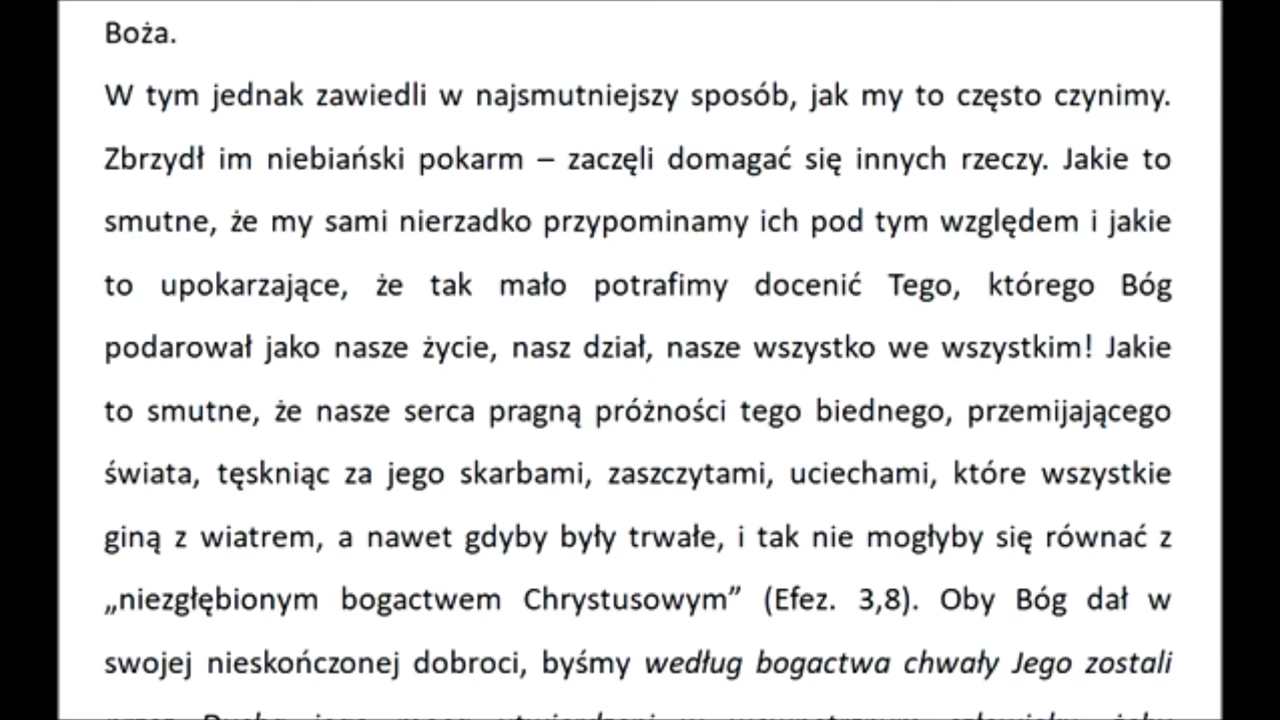 Boża.
W tym jednak zawiedli w najsmutniejszy sposób, jak my to często czynimy.
Zbrzydł im niebiański pokarm – zaczęli domagać się innych rzeczy. Jakie to
smutne, że my sami nierzadko przypominamy ich pod tym względem i jakie
to upokarzające, że tak mało potrafimy docenić Tego, którego Bóg
podarował jako nasze życie, nasz dział, nasze wszystko we wszystkim! Jakie
to smutne, że nasze serca pragną próżności tego biednego, przemijającego
świata, tęskniąc za jego skarbami, zaszczytami, uciechami, które wszystkie
giną z wiatrem, a nawet gdyby były trwałe, i tak nie mogłyby się równać z
„niezgłębionym bogactwem Chrystusowym” (Efez. 3,8). Oby Bóg dał w
swojej nieskończonej dobroci, byśmy według bogactwa chwały Jego zostali